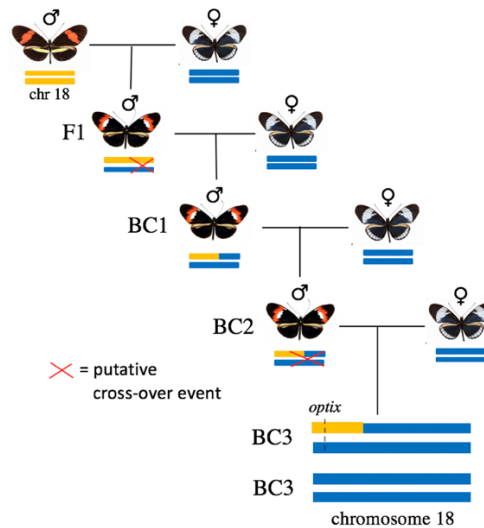 ♂
♀
chr 18
♂
♀
F1
♂
♀
BC1
♂
♀
BC2
= putative
cross-over event
optix
BC3
BC3
chromosome 18